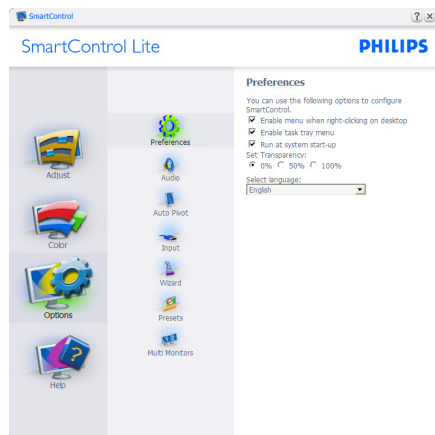 SmartControl
SmartControl Lite
PHILIPS
Adjust
Color
Options
Help
Preferences
Audio
Auto Pivot
Input
Wizard
Presets
Multi Monitors
Preferences
You can use the following options to configure
SmartControl.
Enable menu when right-clicking on desktop
Enable task tray menu
Run at system start-up
Set Transparency:
0% 50% 100%
Select language:
English